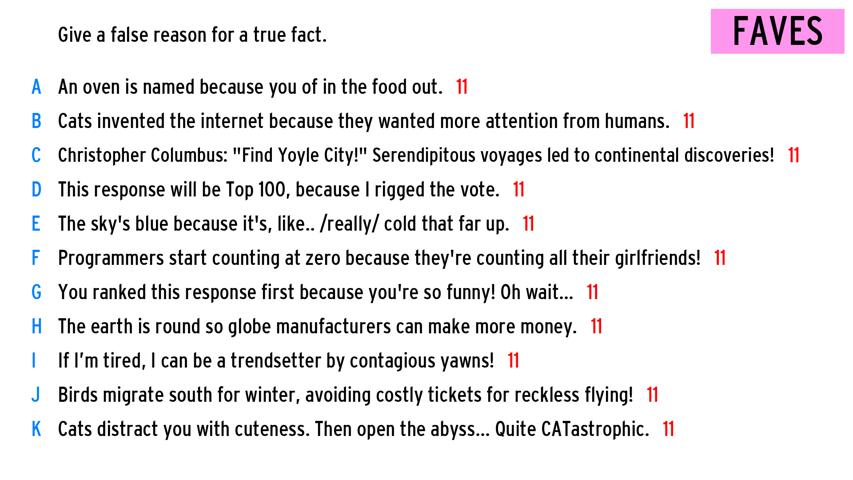 Give a false reason for a true fact.
FAVES
A An oven is named because you of in the food out. 11
B Cats invented the internet because they wanted more attention from humans. 11
C Christopher Columbus: "Find Yoyle City!" Serendipitous voyages led to continental discoveries! 11
D This response will be Top 100, because I rigged the vote. 11
E The sky's blue because it's, like.. /really/ cold that far up. 11
F Programmers start counting at zero because they're counting all their girlfriends! 11
G You ranked this response first because you're so funny! Oh wait... 11
H The earth is round so globe manufacturers can make more money. 11
I If I'm tired, I can be a trendsetter by contagious yawns! 11
J Birds migrate south for winter, avoiding costly tickets for reckless flying! 11
K Cats distract you with cuteness. Then open the abyss... Quite CATastrophic. 11